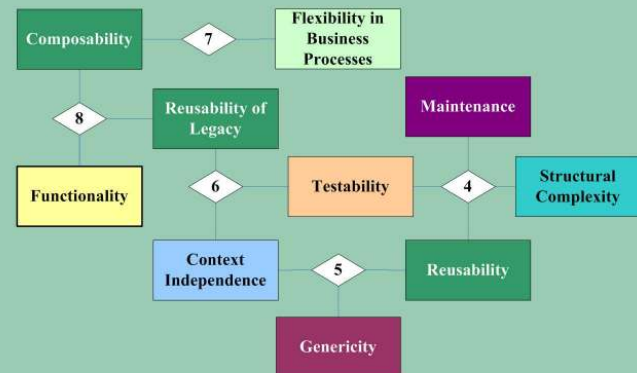 Composability
7
Flexibility in
Business
Processes
8
Reusability of
Legacy
Maintenance
Functionality
6
Testability
4
Structural
Complexity
Context
Independence
5
Reusability
Genericity